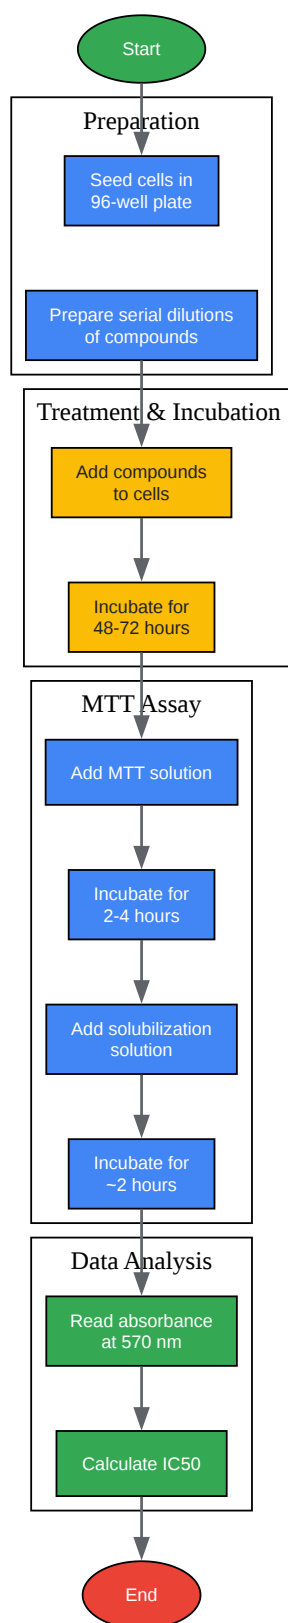 Start
Preparation
Seed cells in
96-well plate
Prepare serial dilutions
of compounds
Treatment & Incubation
Add compounds
to cells
Incubate for
48-72 hours
MTT Assay
Add MTT solution
Incubate for
2-4 hours
Add solubilization
solution
Incubate for
~2 hours
Data Analysis
Read absorbance
at 570 nm
Calculate IC50
End